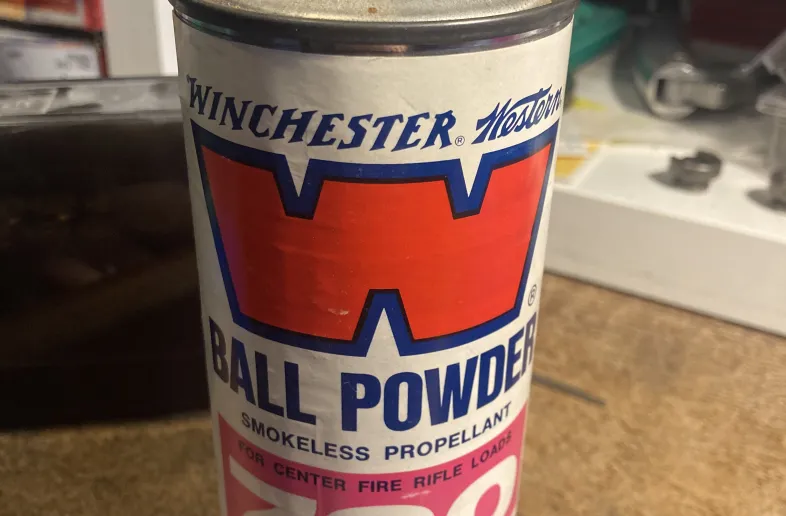 WINCHESTER® Western
W
®
BALL POWDER
SMOKELESS PROPELLANT
FOR CENTER FIRE RIFLE LOADS